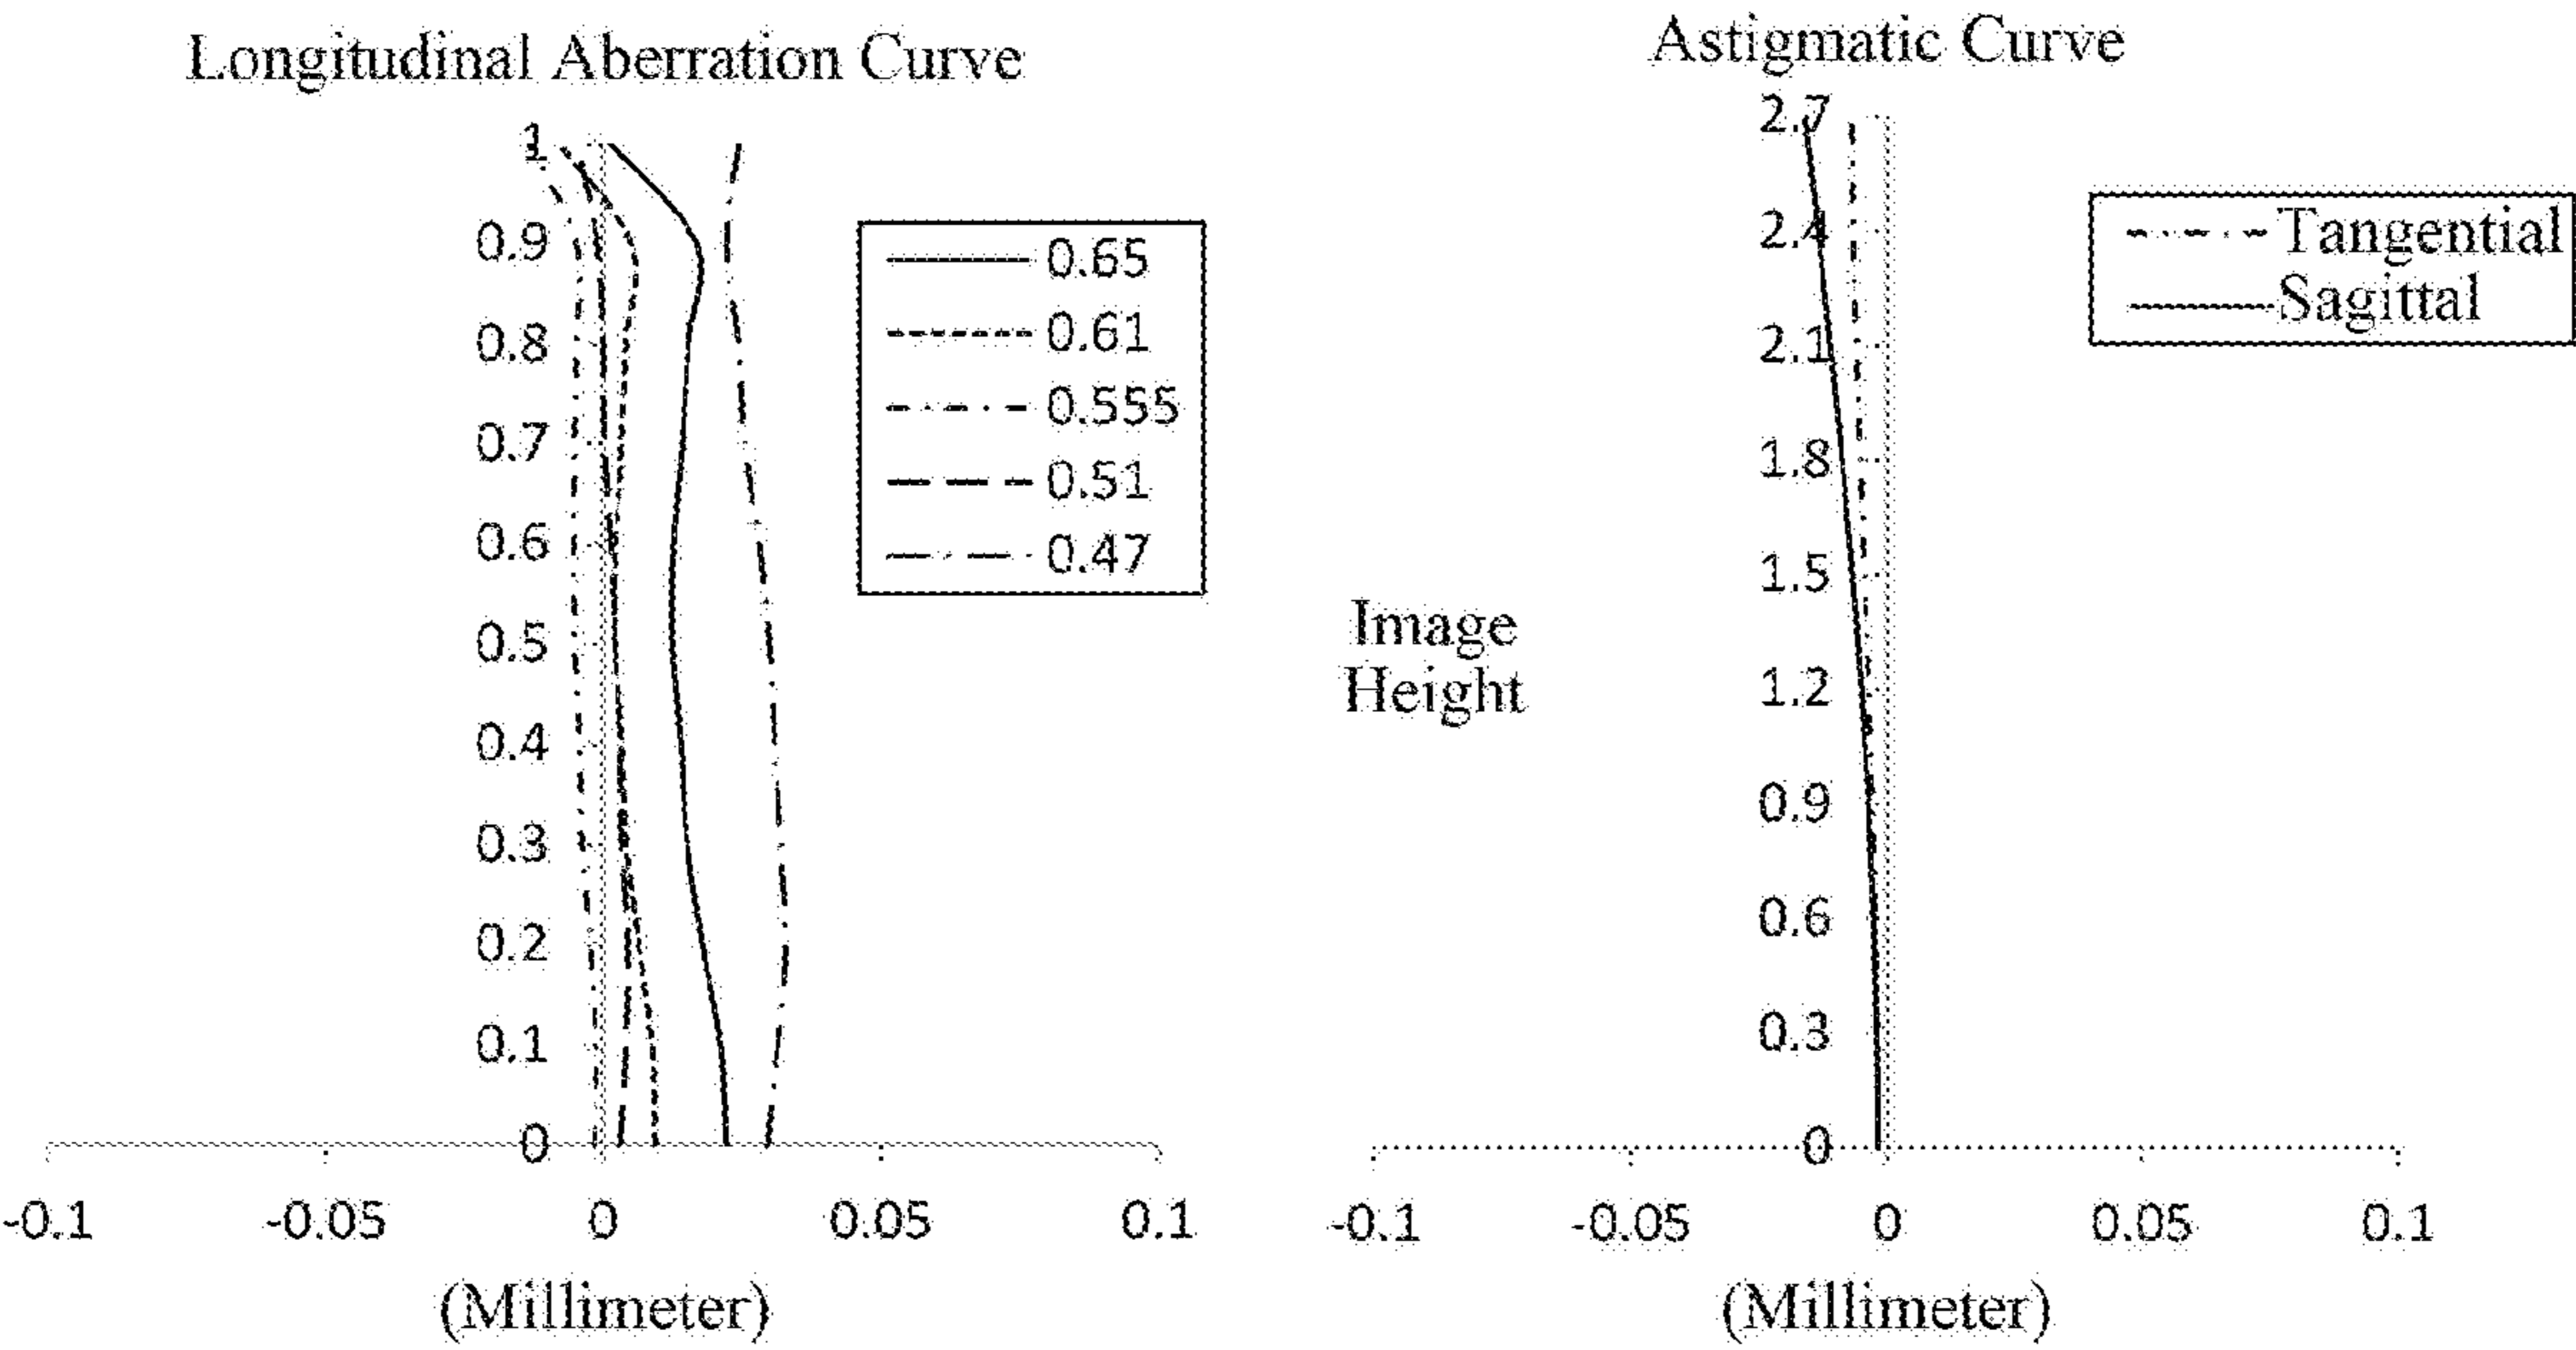 Longitudinal Aberration Curve
1
0.9
0.8
0.7
0.6
0.5
0.4
0.3
0.2
0.1
0
-0.1 -0.05 0 0.05 0.1
(Millimeter)
0.65
0.61
0.555
0.51
0.47
Astigmatic Curve
2.7
2.4
2.1
1.8
1.5
1.2
0.9
0.6
0.3
0
Image
Height
-0.1 -0.05 0 0.05 0.1
(Millimeter)
Tangential
Sagittal